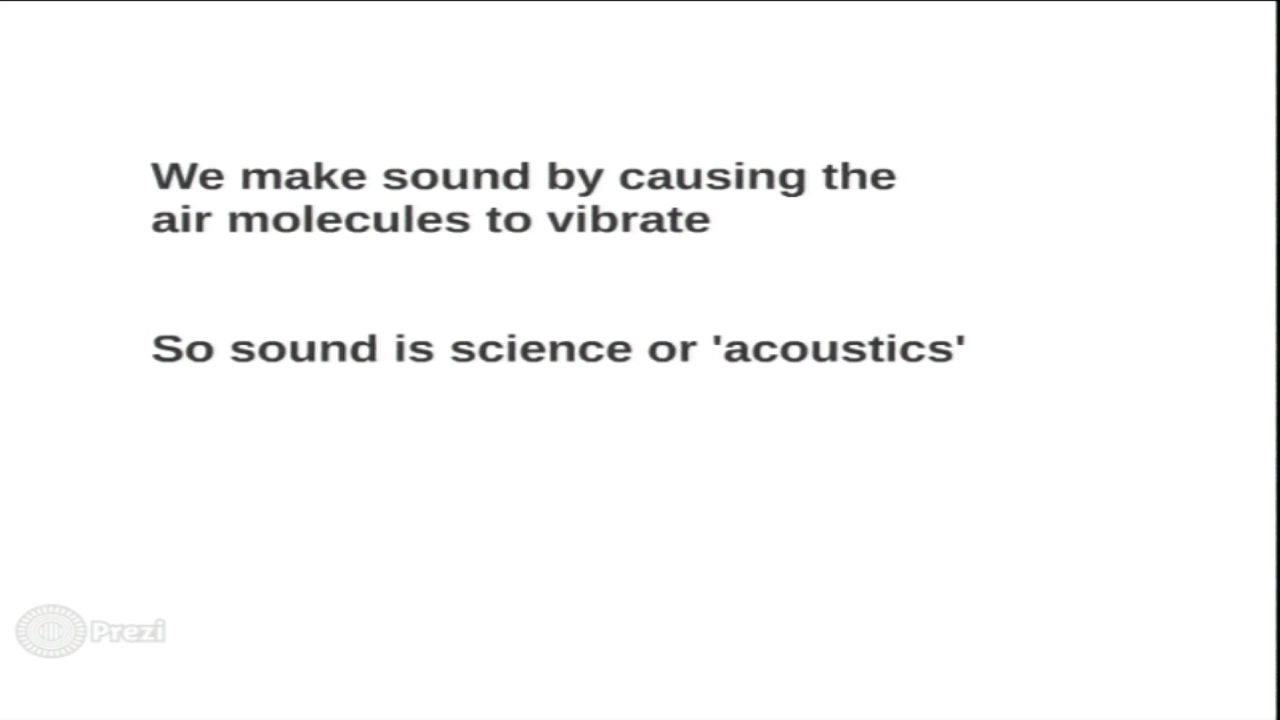 We make sound by causing the
air molecules to vibrate
So sound is science or 'acoustics'
Prezi